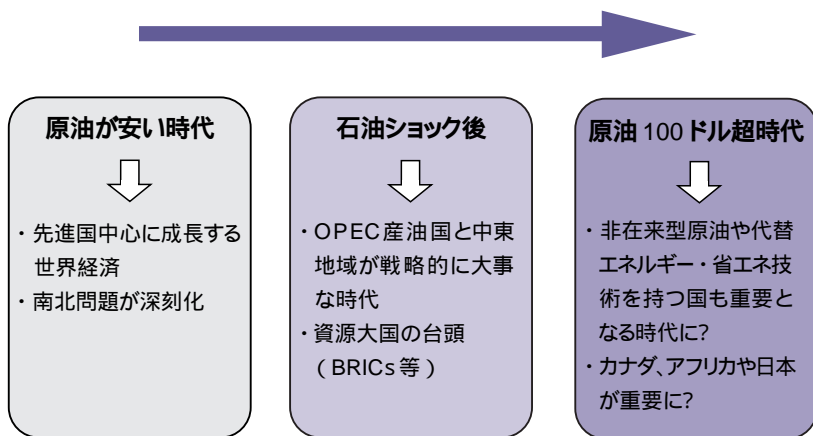 原油が安い時代
・先進国中心に成長する
世界経済
・南北問題が深刻化
石油ショック後
・OPEC産油国と中東
地域が戦略的に大事
な時代
・資源大国の台頭
（BRICs等）
原油100ドル超時代
・非在来型原油や代替
エネルギー・省エネ技
術を持つ国も重要と
なる時代に?
・カナダ、アフリカや日本
が重要に?